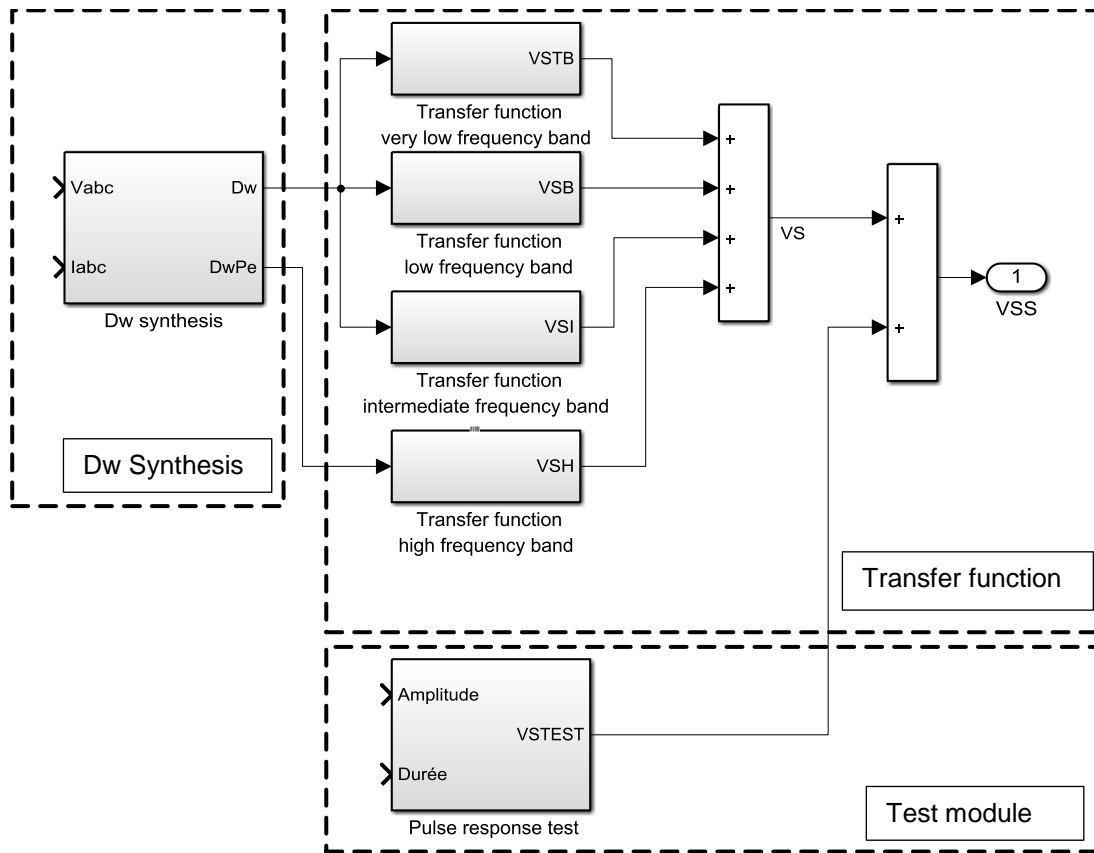 Vabc
Iabc
Dw
DwPe
Dw synthesis
Dw Synthesis
VSTB
Transfer function
very low frequency band
VSB
Transfer function
low frequency band
VSI
Transfer function
intermediate frequency band
VSH
Transfer function
high frequency band
+
+
+
+
VS
+
+
1
VSS
Transfer function
Amplitude
Durée
VSTEST
Pulse response test
Test module